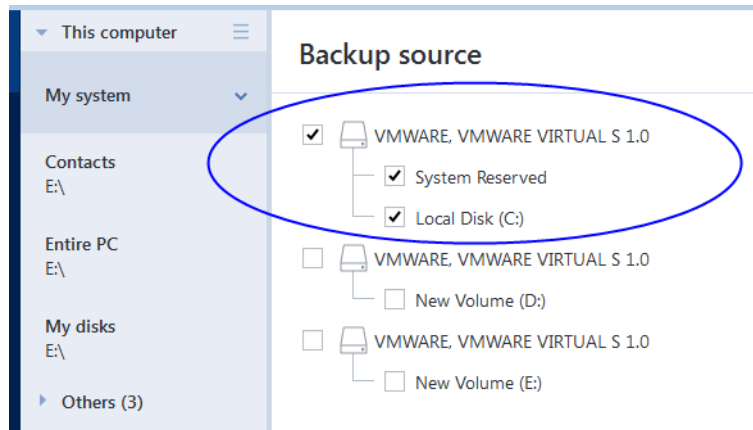 This computer
My system
Contacts
E:\
Entire PC
E:\
My disks
E:\
Others (3)
Backup source
VMWARE, VMWARE VIRTUAL S 1.0
System Reserved
Local Disk (C:)
VMWARE, VMWARE VIRTUAL S 1.0
New Volume (D:)
VMWARE, VMWARE VIRTUAL S 1.0
New Volume (E:)